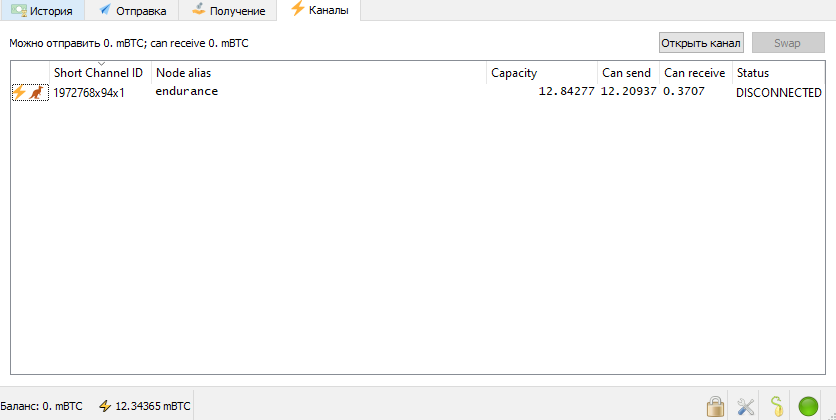 История Отправка Получение Каналы
Можно отправить 0. mBTC; can receive 0. mBTC Открыть канал Swap
Short Channel ID Node alias Capacity Can send Can receive Status
1972768x94x1 endurance 12.84277 12.20937 0.3707 DISCONNECTED
Баланс: 0. mBTC 12.34365 mBTC